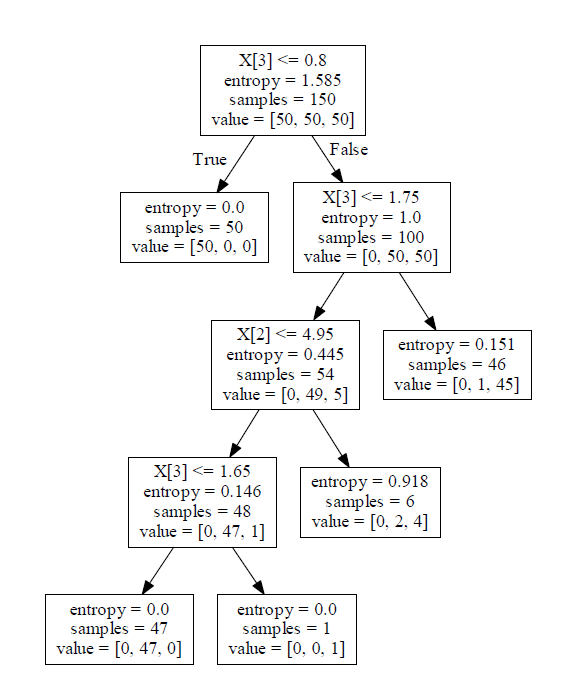 X[3] <= 0.8
entropy = 1.585
samples = 150
value = [50, 50, 50]
True
False
entropy = 0.0
samples = 50
value = [50, 0, 0]
X[3] <= 1.75
entropy = 1.0
samples = 100
value = [0, 50, 50]
X[2] <= 4.95
entropy = 0.445
samples = 54
value = [0, 49, 5]
entropy = 0.151
samples = 46
value = [0, 1, 45]
X[3] <= 1.65
entropy = 0.146
samples = 48
value = [0, 47, 1]
entropy = 0.918
samples = 6
value = [0, 2, 4]
entropy = 0.0
samples = 47
value = [0, 47, 0]
entropy = 0.0
samples = 1
value = [0, 0, 1]